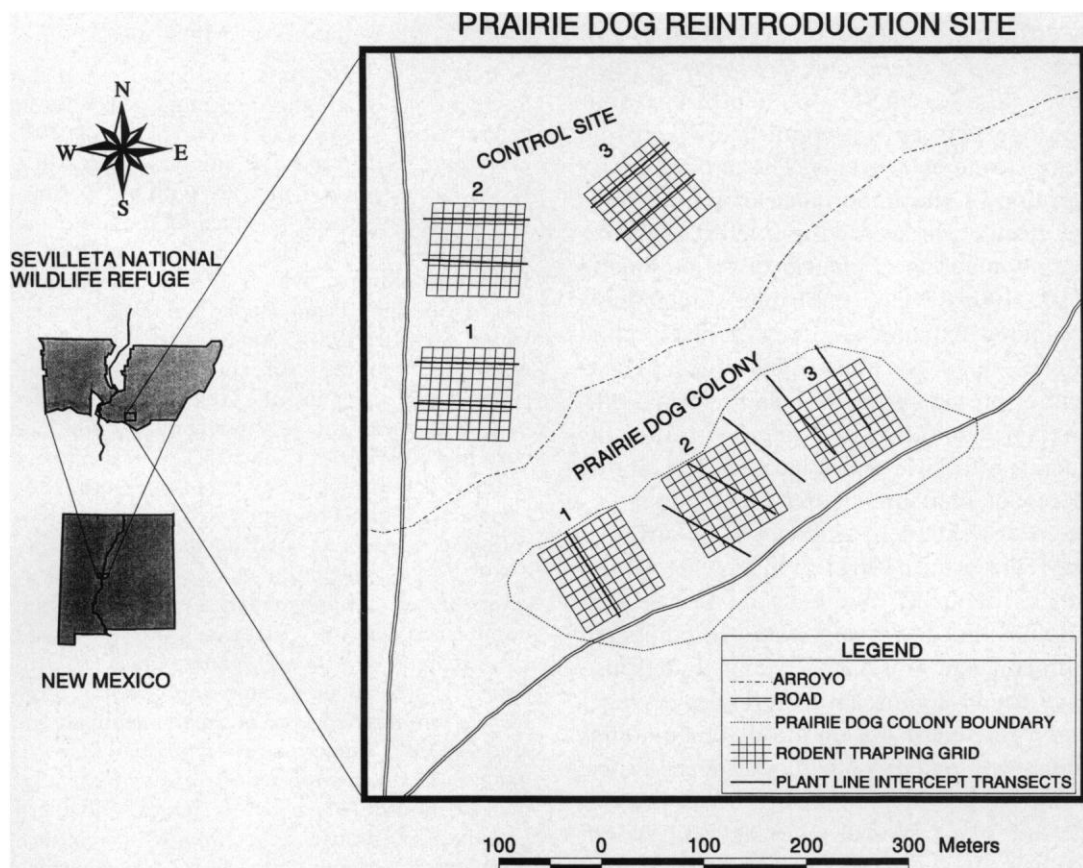 PRAIRIE DOG REINTRODUCTION SITE
N
W
E
S
SEVILLETA NATIONAL
WILDLIFE REFUGE
NEW MEXICO
CONTROL SITE
2
3
1
PRAIRIE DOG COLONY
3
2
1
LEGEND
ARROYO
ROAD
PRAIRIE DOG COLONY BOUNDARY
RODENT TRAPPING GRID
PLANT LINE INTERCEPT TRANSECTS
100 0 100 200 300 Meters